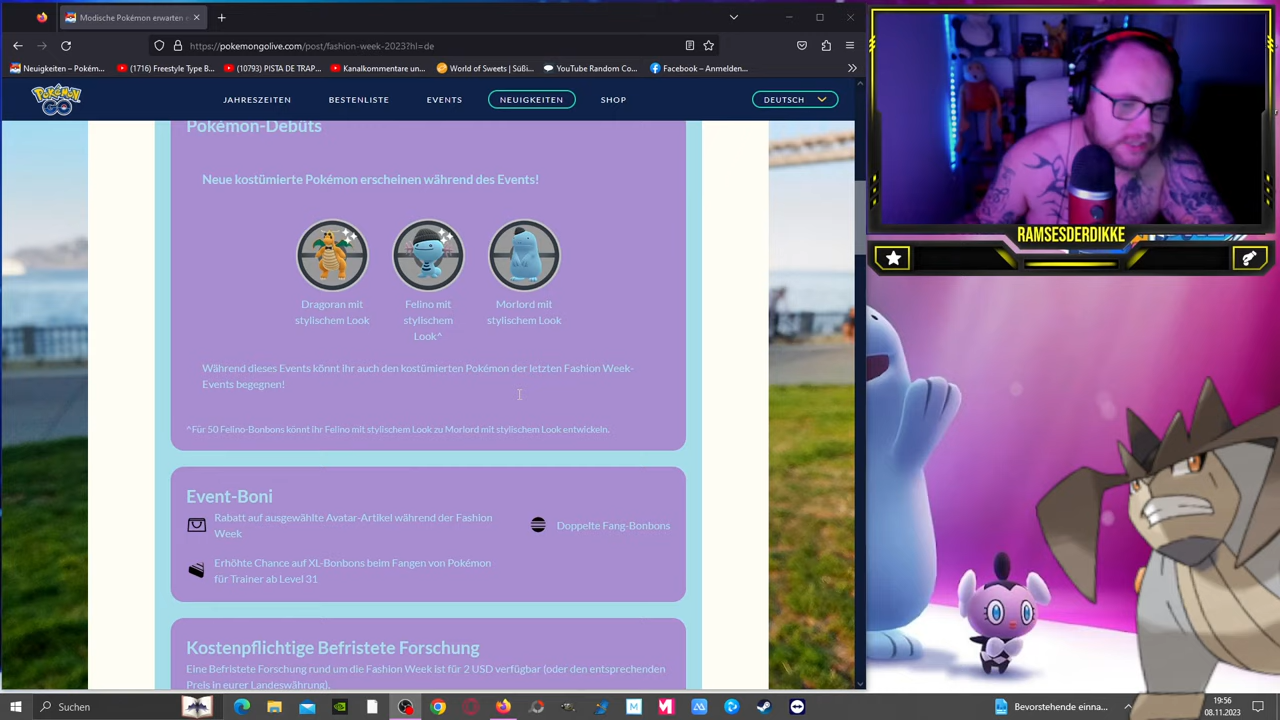 Modische Pokémon erwarten e
https://pokemongolive.com/post/fashion-week-2023?hl=de
Neuigkeiten – Pokém...
(1716) Freestyle Type B...
(10793) PISTA DE TRAP...
Kanalkommentare un...
World of Sweets | Süßi...
YouTube Random Co...
Facebook – Anmelden...
Pokémon GO
JAHRESZEITEN
BESTENLISTE
EVENTS
NEUIGKEITEN
SHOP
DEUTSCH
Pokémon-Debüts
Neue kostümierte Pokémon erscheinen während des Events!
Dragoran mit
stylischem Look
Felino mit
stylischem
Look^
Morlord mit
stylischem Look
Während dieses Events könnt ihr auch den kostümierten Pokémon der letzten Fashion Week-
Events begegnen!
^Für 50 Felino-Bonbons könnt ihr Felino mit stylischem Look zu Morlord mit stylischem Look entwickeln.
Event-Boni
Rabatt auf ausgewählte Avatar-Artikel während der Fashion
Week
Doppelte Fang-Bonbons
Erhöhte Chance auf XL-Bonbons beim Fangen von Pokémon
für Trainer ab Level 31
Kostenpflichtige Befristete Forschung
Eine Befristete Forschung rund um die Fashion Week ist für 2 USD verfügbar (oder den entsprechenden
Preis in eurer Landeswährung).
RAMSESDERDIKKE
Suchen
Bevorstehende einna...
19:56
08.11.2023